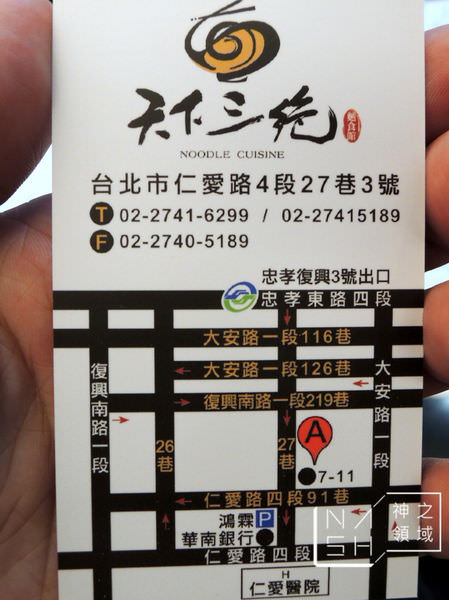 天下三絕
麵食館
NOODLE CUISINE
台北市仁愛路4段27巷3號
T 02-2741-6299 / 02-27415189
F 02-2740-5189
忠孝復興3號出口
忠孝東路四段
大安路一段116巷
大安路一段126巷
復興南路一段219巷
復興南路一段
26巷
27巷
大安路一段
A
7-11
仁愛路四段91巷
鴻霖 P
華南銀行
仁愛路四段
H
仁愛醫院
NASH
神之領域